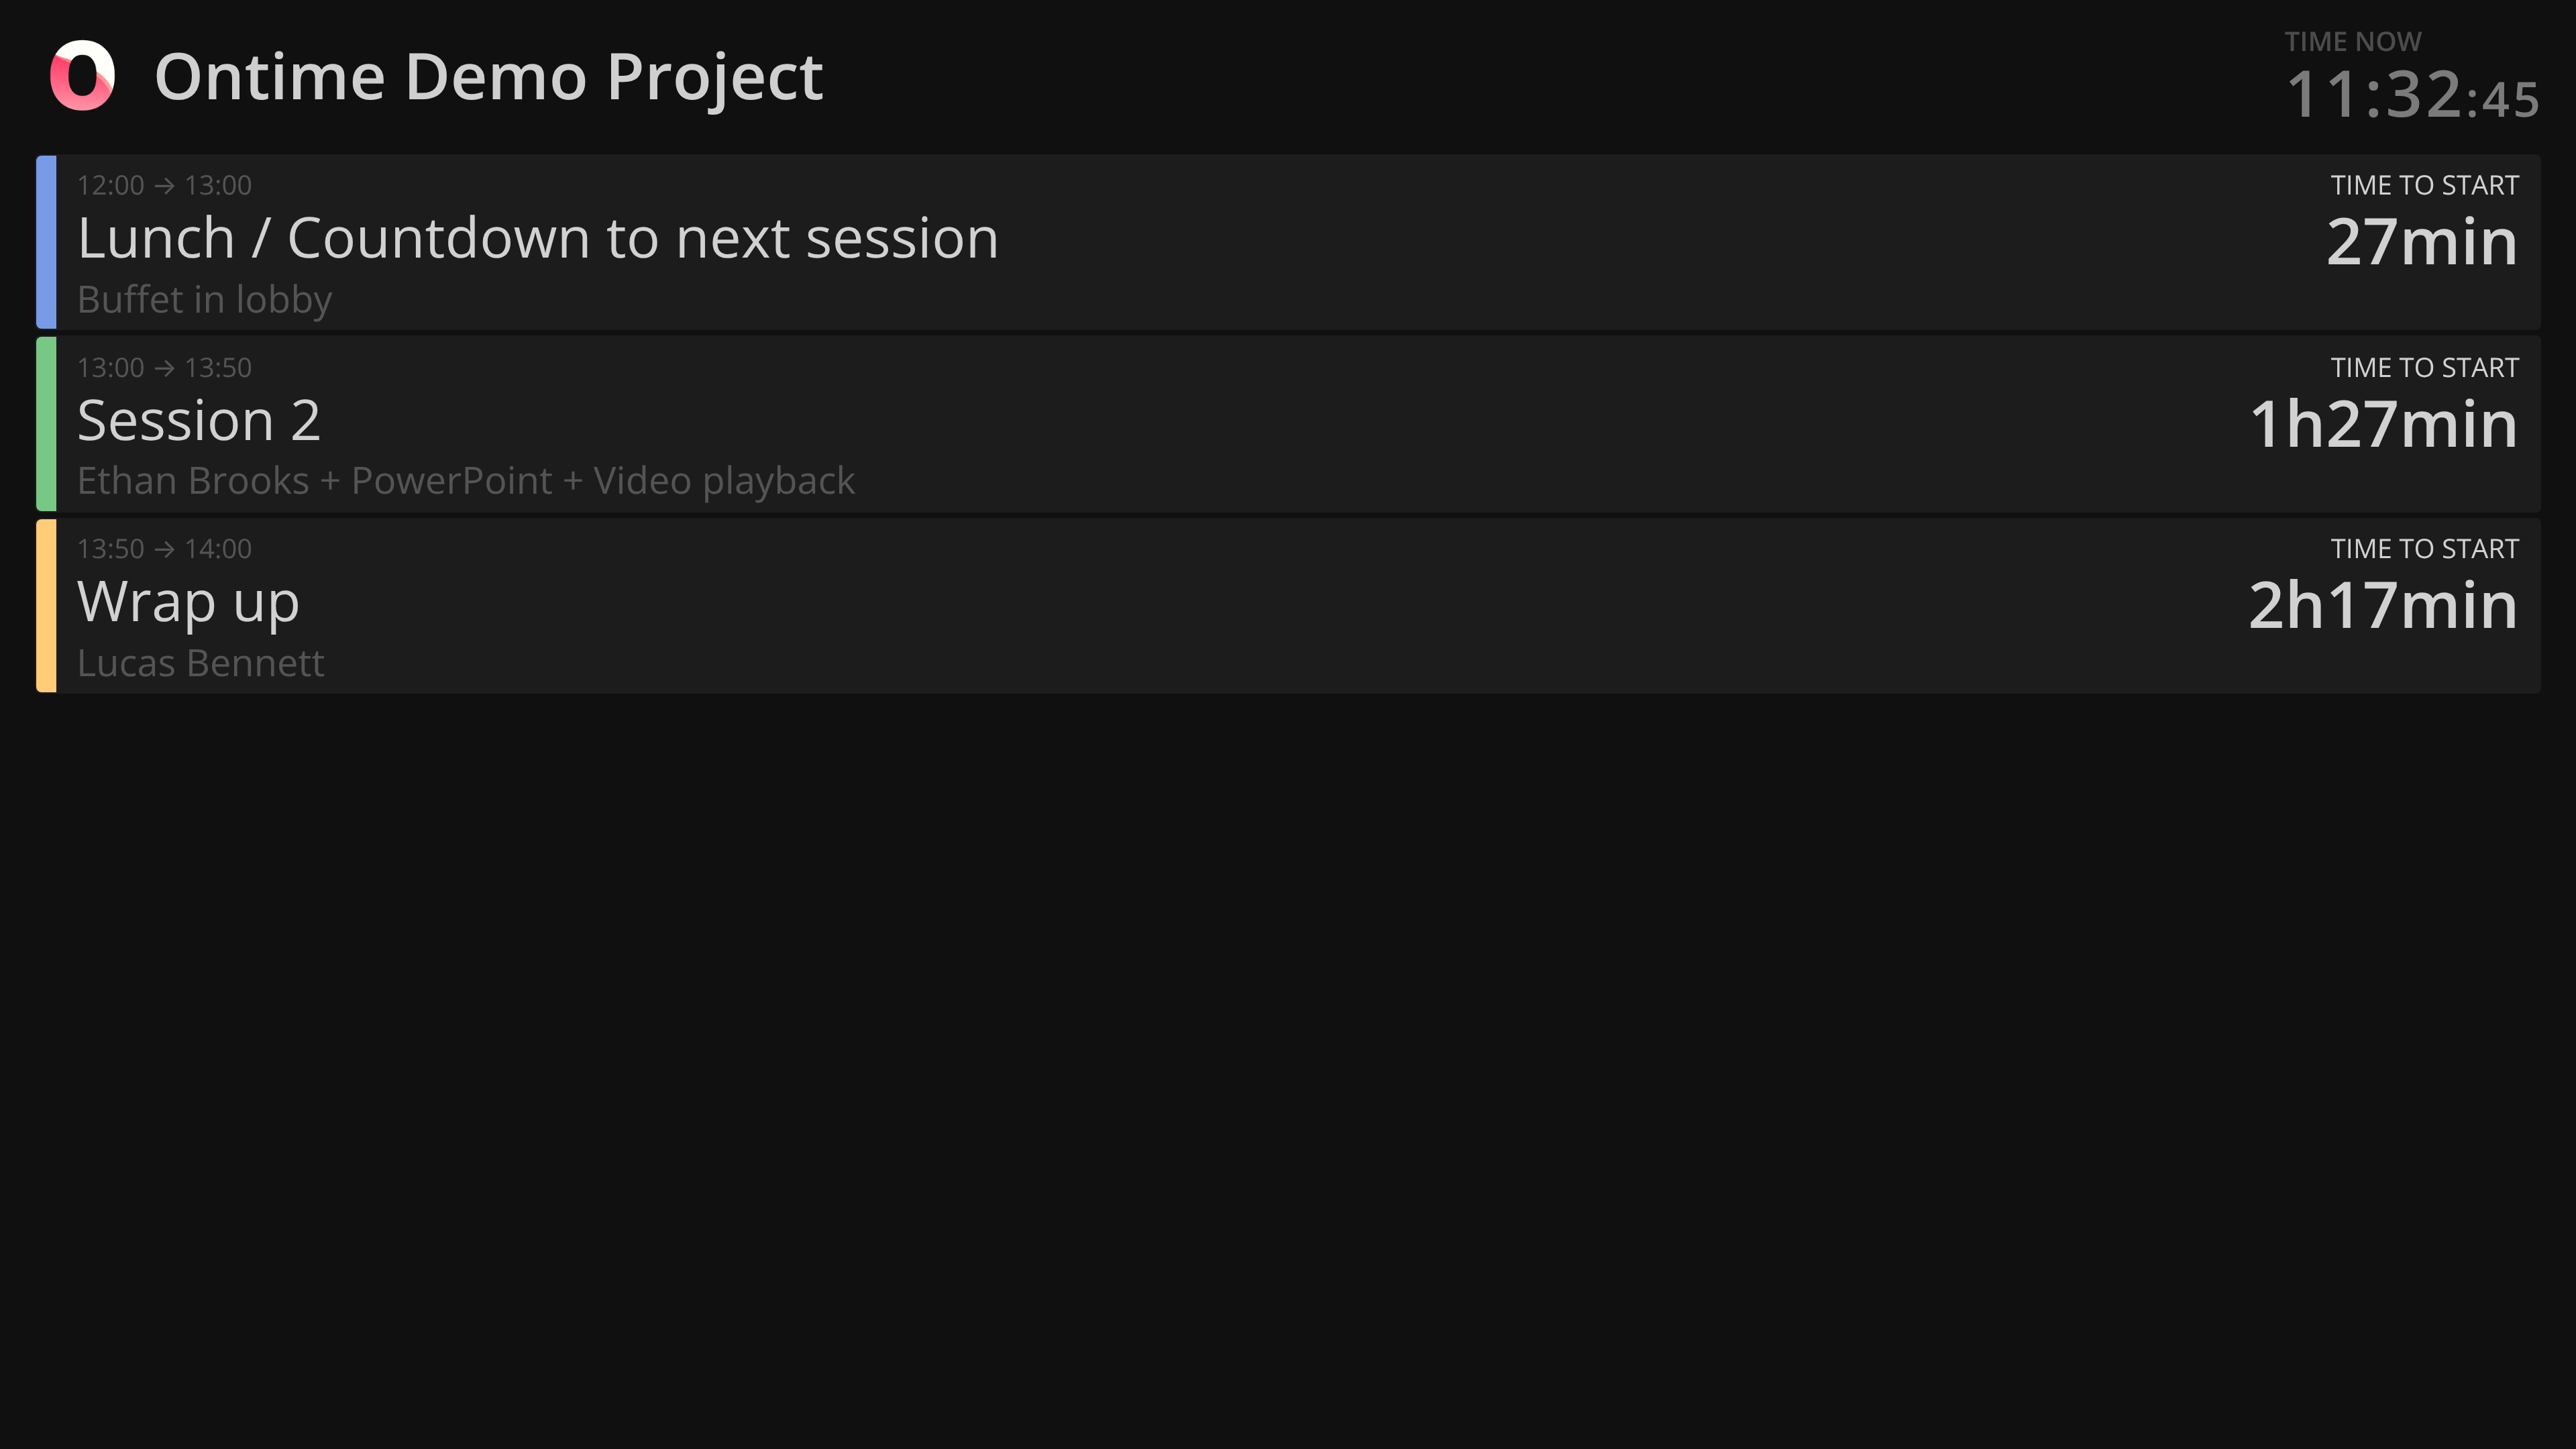 Ontime Demo Project
TIME NOW
11:32:45
12:00 → 13:00
TIME TO START
Lunch / Countdown to next session
27min
Buffet in lobby
13:00 → 13:50
TIME TO START
Session 2
1h27min
Ethan Brooks + PowerPoint + Video playback
13:50 → 14:00
TIME TO START
Wrap up
2h17min
Lucas Bennett